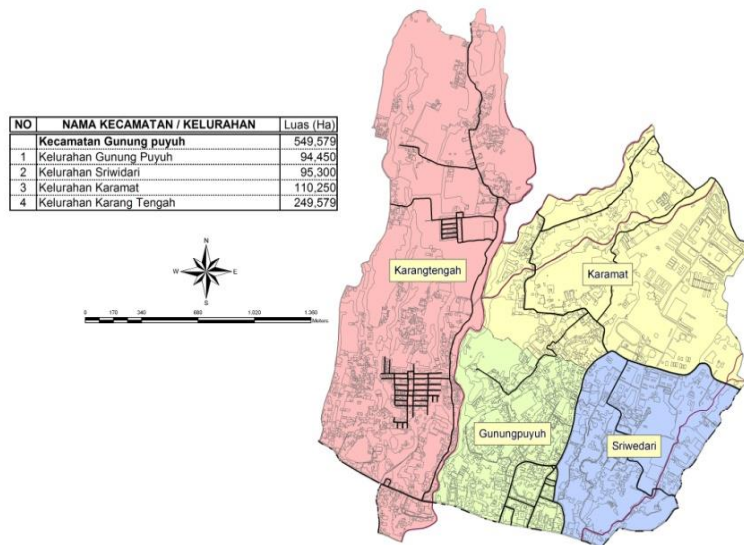 NO NAMA KECAMATAN / KELURAHAN Luas (Ha)
Kecamatan Gunung puyuh 549,579
1 Kelurahan Gunung Puyuh 94,450
2 Kelurahan Sriwidari 95,300
3 Kelurahan Karamat 110,250
4 Kelurahan Karang Tengah 249,579
N
W E
S
0 170 340 680 1,020 1,360
Meters
Karangtengah
Karamat
Gunungpuyuh
Sriwedari